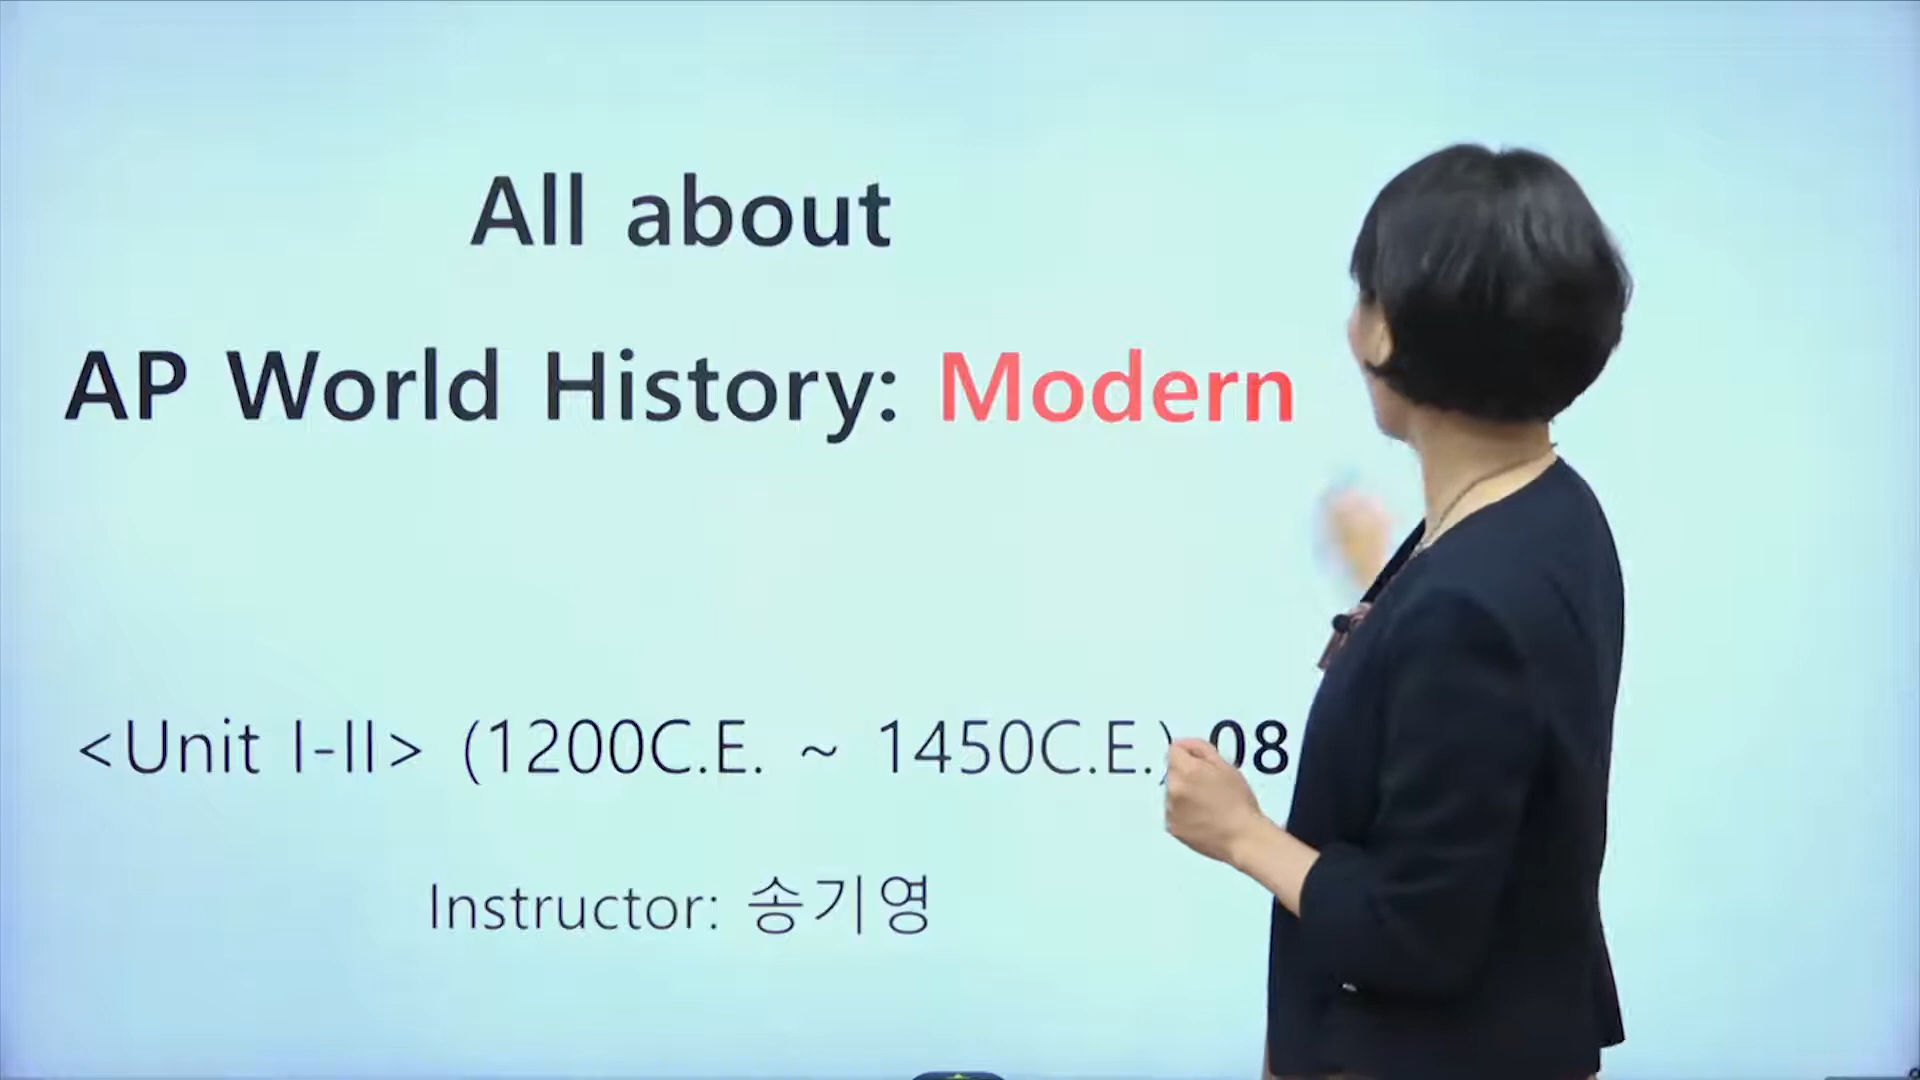 All about
AP World History: Modern
<Unit I-II> (1200C.E. ~ 1450C.E.) 08
Instructor: 송기영